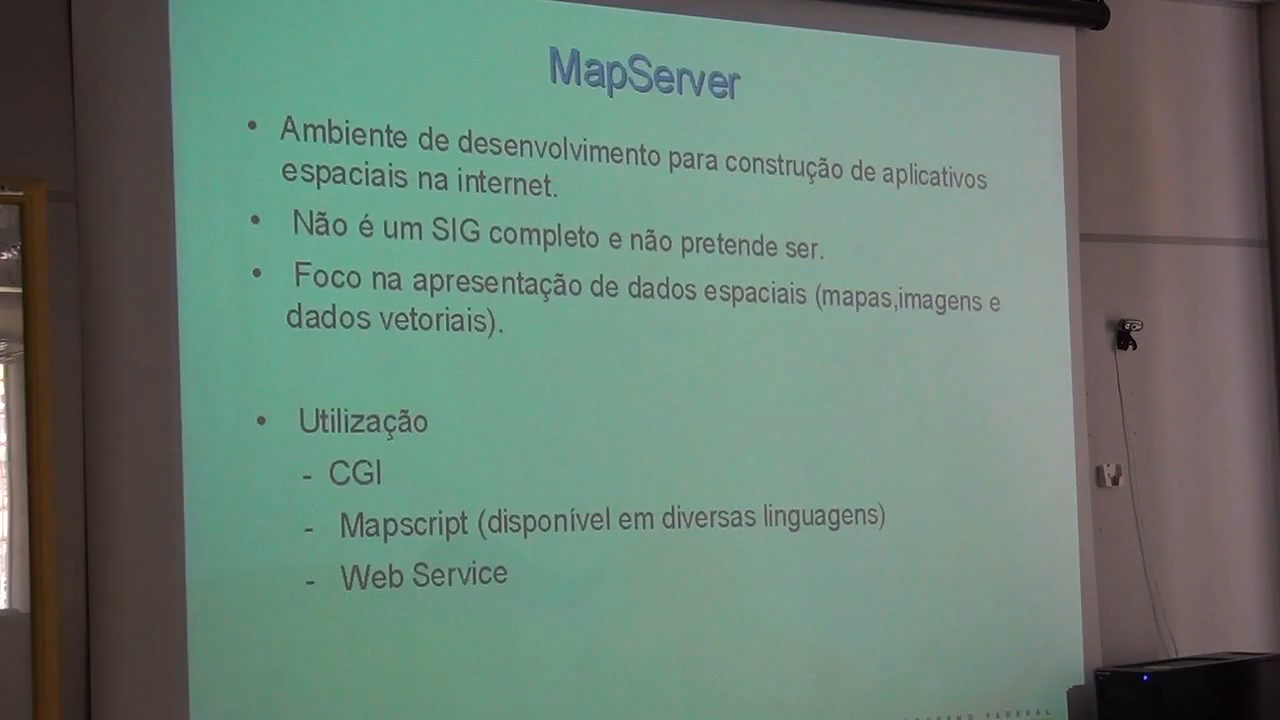 MapServer
• Ambiente de desenvolvimento para construção de aplicativos
espaciais na internet.
• Não é um SIG completo e não pretende ser.
• Foco na apresentação de dados espaciais (mapas,imagens e
dados vetoriais).
• Utilização
- CGI
- Mapscript (disponível em diversas linguagens)
- Web Service
FEDERAL